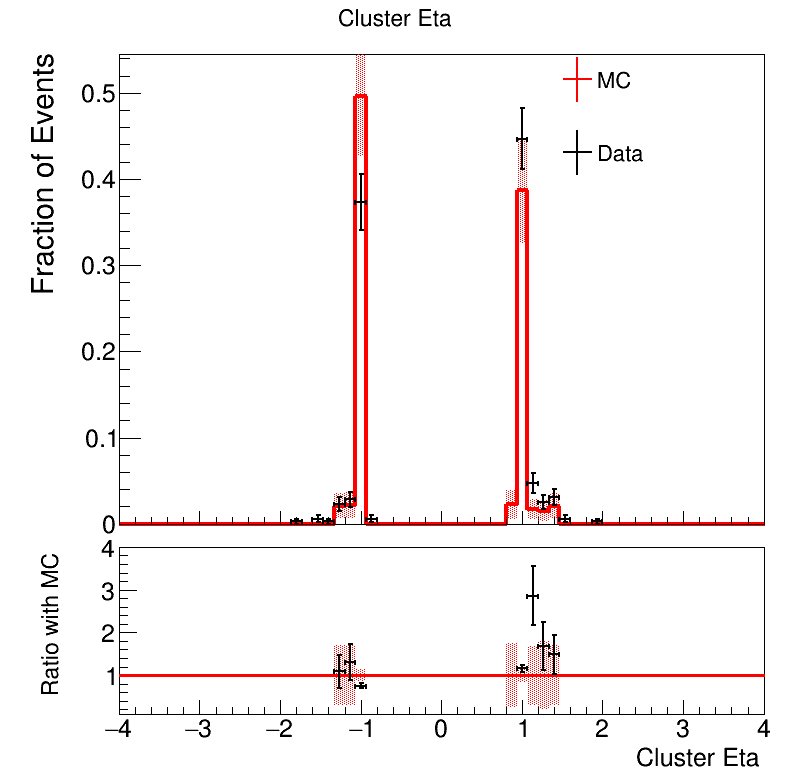 Cluster Eta
Fraction of Events
0.5
0.4
0.3
0.2
0.1
0
MC
Data
Ratio with MC
4
3
2
1
−4 −3 −2 −1 0 1 2 3 4
Cluster Eta